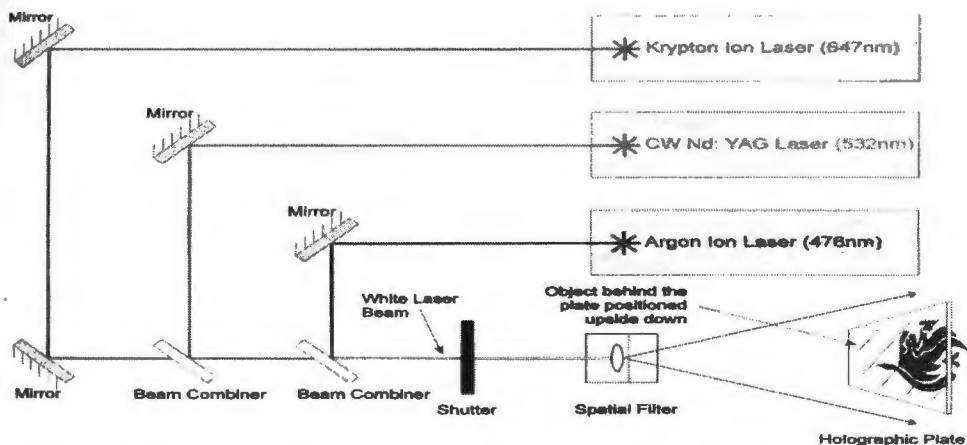 Mirror
Krypton Ion Laser (647nm)
Mirror
CW Nd: YAG Laser (532nm)
Mirror
Argon Ion Laser (476nm)
White Laser
Beam
Object behind the
plate positioned
upside down
Mirror
Beam Combiner
Beam Combiner
Shutter
Spatial Filter
Holographic Plate